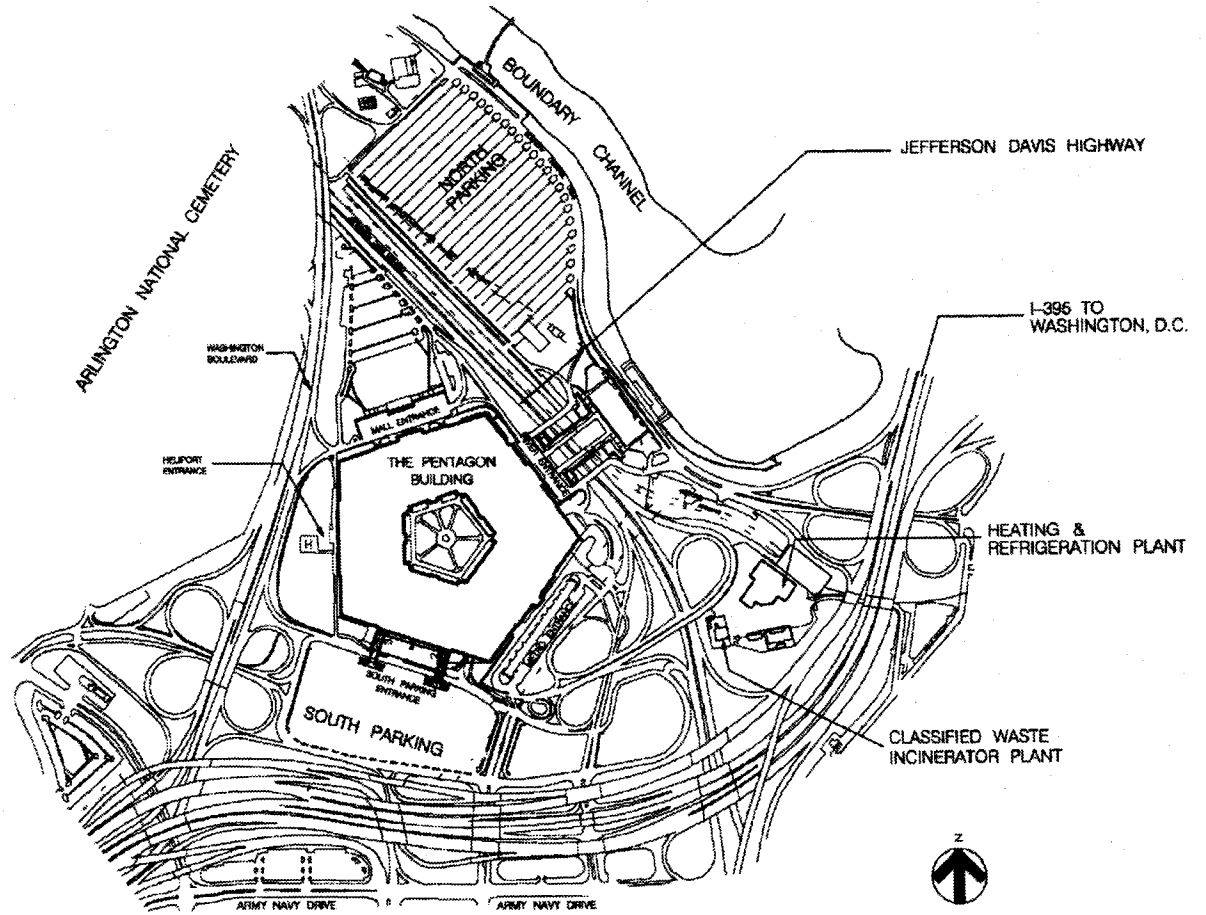 BOUNDARY
CHANNEL
JEFFERSON DAVIS HIGHWAY
NORTH
PARKING
ARLINGTON NATIONAL CEMETERY
I-395 TO
WASHINGTON, D.C.
WASHINGTON
BOULEVARD
MALL ENTRANCE
HELIPORT
ENTRANCE
THE PENTAGON
BUILDING
H
HEATING &
REFRIGERATION PLANT
METRO ENTRANCE
SOUTH PARKING
ENTRANCE
SOUTH PARKING
CLASSIFIED WASTE
INCINERATOR PLANT
N
ARMY NAVY DRIVE
ARMY NAVY DRIVE